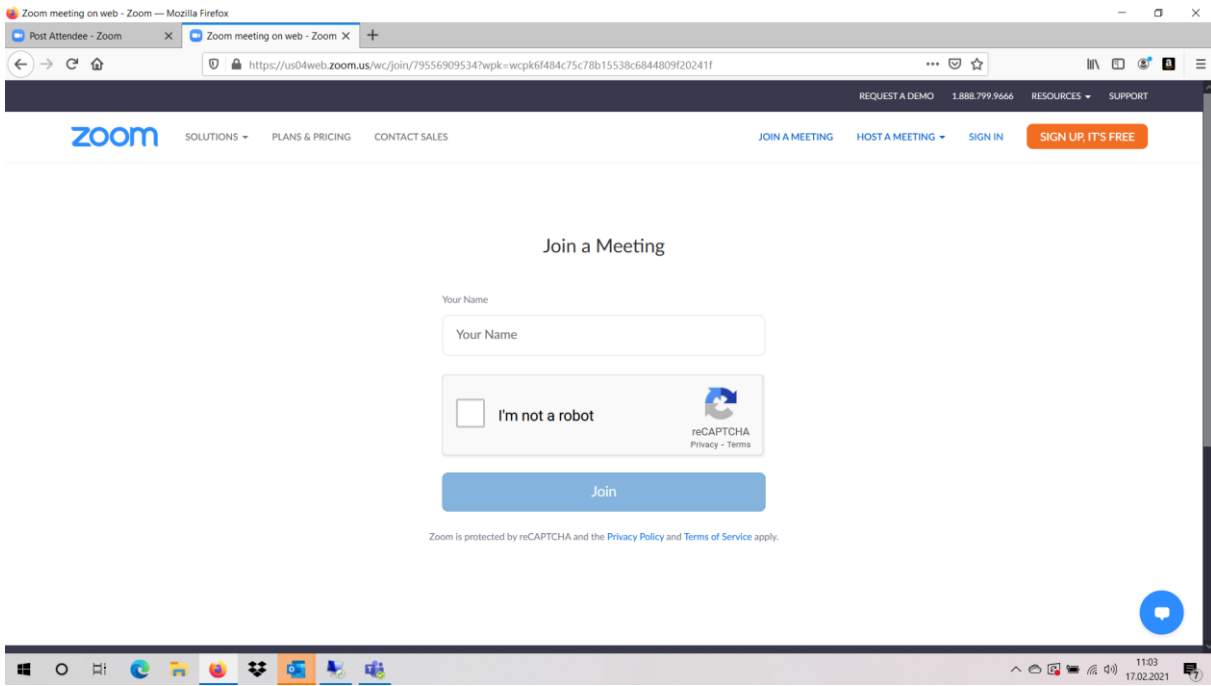 Zoom meeting on web - Zoom — Mozilla Firefox
Post Attendee - Zoom
Zoom meeting on web - Zoom
https://us04web.zoom.us/wc/join/79556909534?wpk=wcpk6f484c75c78b15538c6844809f20241f
REQUEST A DEMO 1.888.799.9666 RESOURCES SUPPORT
zoom SOLUTIONS PLANS & PRICING CONTACT SALES JOIN A MEETING HOST A MEETING SIGN IN SIGN UP, IT'S FREE
Join a Meeting
Your Name
Your Name
I'm not a robot
reCAPTCHA
Privacy - Terms
Join
Zoom is protected by reCAPTCHA and the Privacy Policy and Terms of Service apply.
11:03
17.02.2021
7